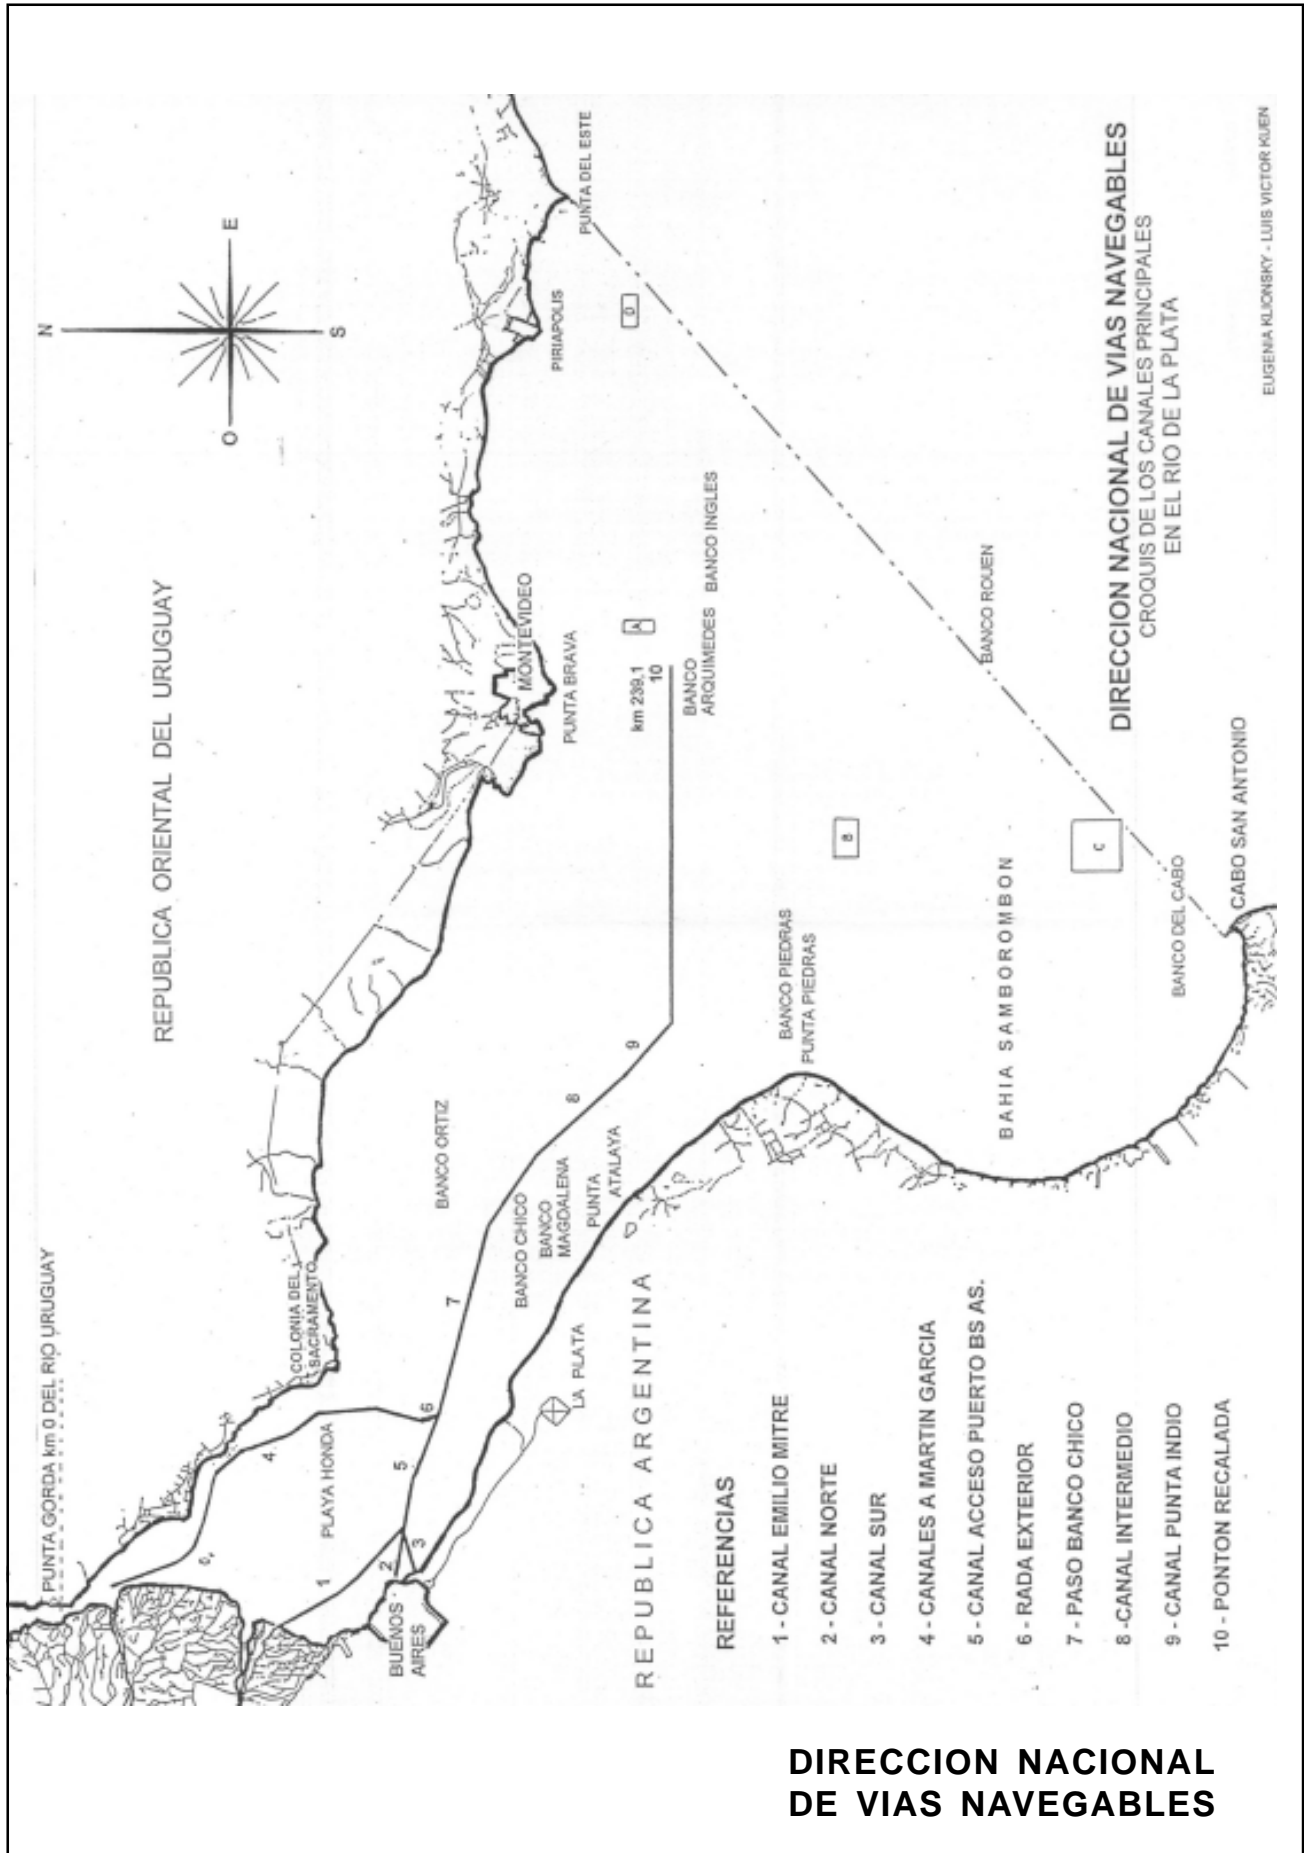 N
O
E
S
REPUBLICA ORIENTAL DEL URUGUAY
PUNTA GORDA km 0 DEL RIO URUGUAY
COLONIA DEL
SACRAMENTO
MONTEVIDEO
PUNTA BRAVA
PIRIAPOLIS
PUNTA DEL ESTE
PLAYA HONDA
BANCO ORTIZ
BUENOS
AIRES
1
2
3
4
5
6
7
8
9
km 239,1
10
A
B
C
D
BANCO CHICO
BANCO
MAGDALENA
PUNTA
ATALAYA
LA PLATA
BANCO
ARQUIMEDES
BANCO INGLES
BANCO PIEDRAS
PUNTA PIEDRAS
BANCO ROUEN
BAHIA SAMBOROMBON
BANCO DEL CABO
CABO SAN ANTONIO
REPUBLICA ARGENTINA
REFERENCIAS
1 - CANAL EMILIO MITRE
2 - CANAL NORTE
3 - CANAL SUR
4 - CANALES A MARTIN GARCIA
5 - CANAL ACCESO PUERTO BS AS.
6 - RADA EXTERIOR
7 - PASO BANCO CHICO
8 -CANAL INTERMEDIO
9 - CANAL PUNTA INDIO
10 - PONTON RECALADA
DIRECCION NACIONAL DE VIAS NAVEGABLES
CROQUIS DE LOS CANALES PRINCIPALES
EN EL RIO DE LA PLATA
EUGENIA KLIONSKY - LUIS VICTOR KUEN
DIRECCION NACIONAL
DE VIAS NAVEGABLES